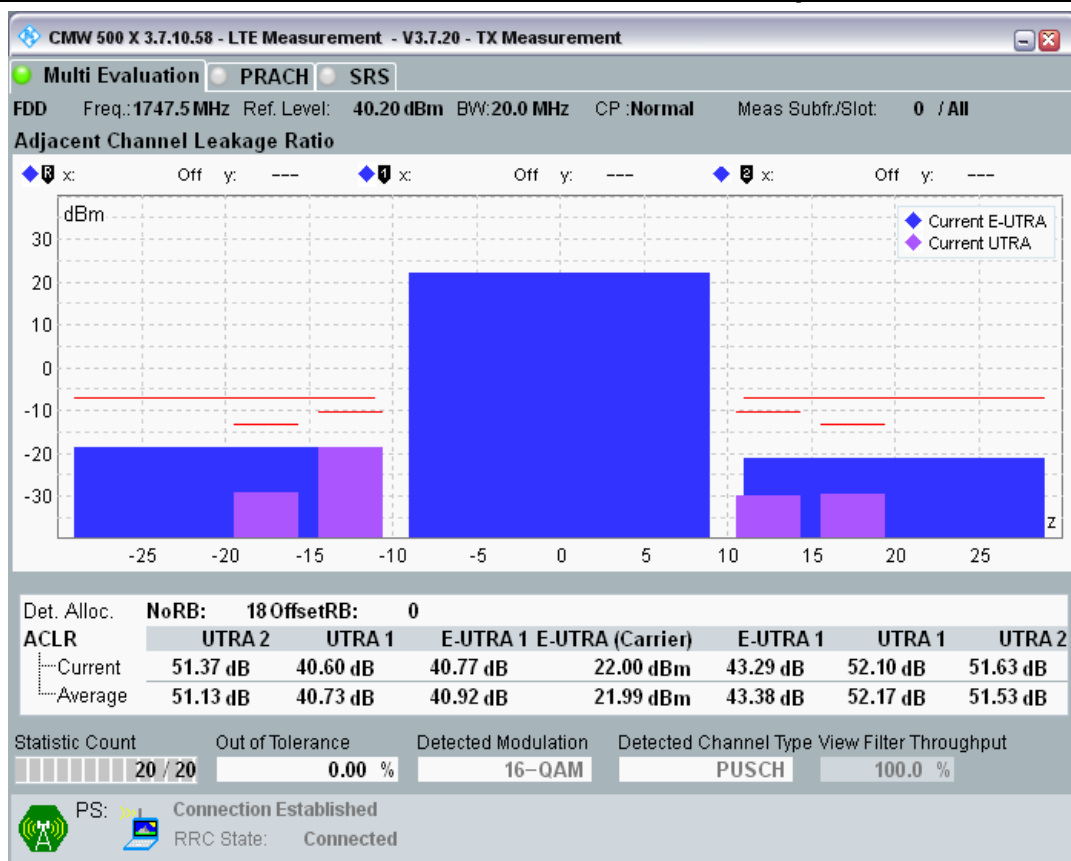 CMW 500 X 3.7.10.58 - LTE Measurement - V3.7.20 - TX Measurement
Multi Evaluation PRACH SRS
FDD Freq.: 1747.5 MHz Ref. Level: 40.20 dBm BW: 20.0 MHz CP : Normal Meas Subfr./Slot: 0 / All
Adjacent Channel Leakage Ratio
R x: Off y: --- 1 x: Off y: --- 2 x: Off y: ---
dBm
Current E-UTRA
Current UTRA
30
20
10
0
-10
-20
-30
z
-25 -20 -15 -10 -5 0 5 10 15 20 25
Det. Alloc. NoRB: 18 OffsetRB: 0
ACLR UTRA 2 UTRA 1 E-UTRA 1 E-UTRA (Carrier) E-UTRA 1 UTRA 1 UTRA 2
Current 51.37 dB 40.60 dB 40.77 dB 22.00 dBm 43.29 dB 52.10 dB 51.63 dB
Average 51.13 dB 40.73 dB 40.92 dB 21.99 dBm 43.38 dB 52.17 dB 51.53 dB
Statistic Count Out of Tolerance Detected Modulation Detected Channel Type View Filter Throughput
20 / 20 0.00 % 16-QAM PUSCH 100.0 %
PS: Connection Established
RRC State: Connected